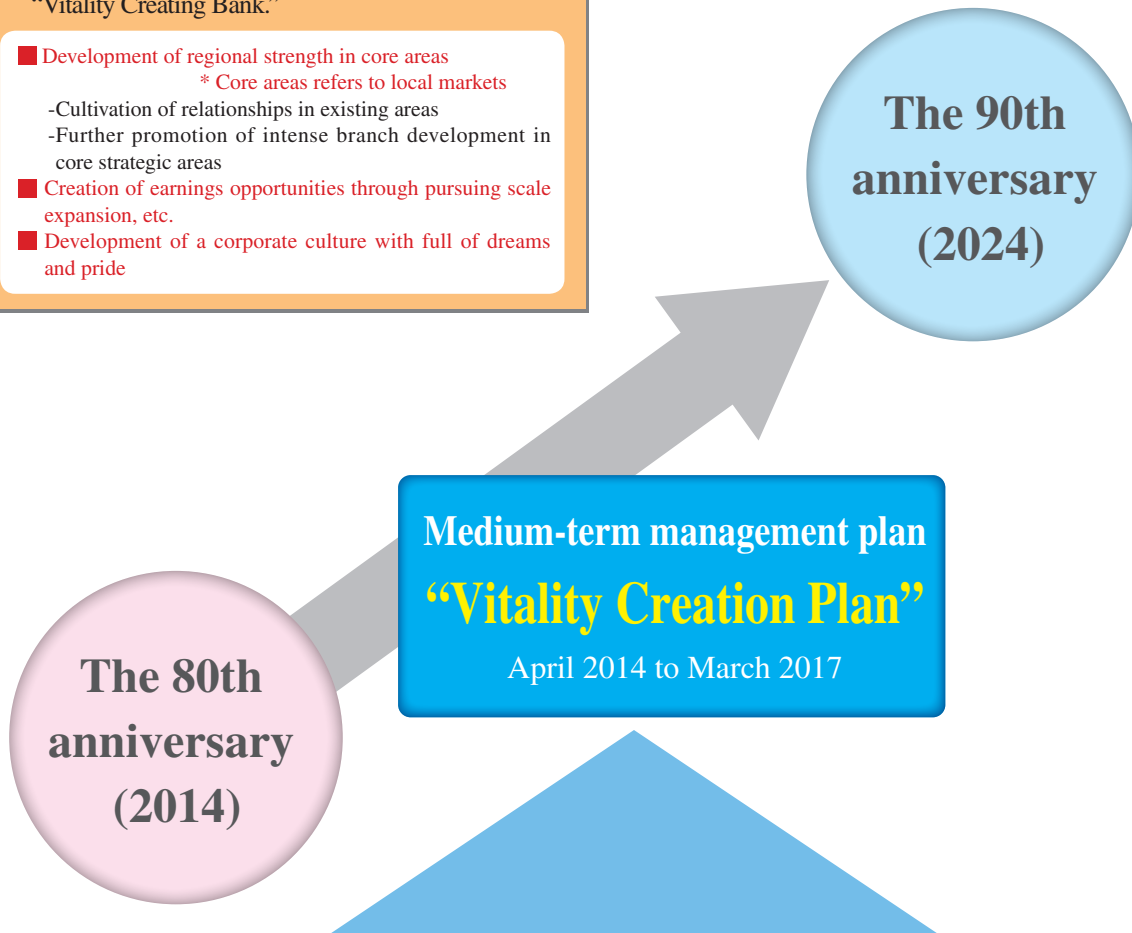 “Vitality Creating Bank.”
Development of regional strength in core areas
* Core areas refers to local markets
-Cultivation of relationships in existing areas
-Further promotion of intense branch development in
core strategic areas
Creation of earnings opportunities through pursuing scale
expansion, etc.
Development of a corporate culture with full of dreams
and pride
The 90th
anniversary
(2024)
Medium-term management plan
“Vitality Creation Plan”
April 2014 to March 2017
The 80th
anniversary
(2014)